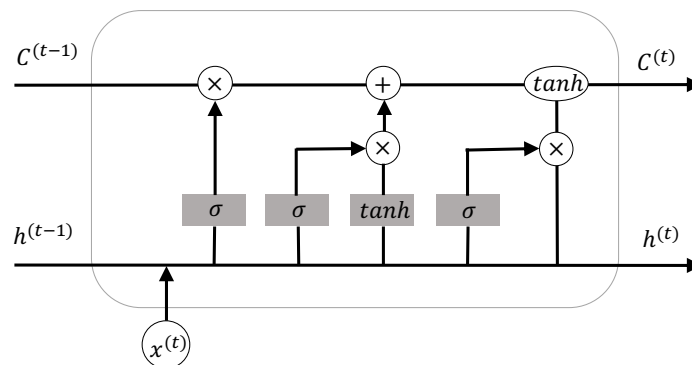 C^{(t−1)} C^{(t)}
× + tanh
× ×
σ σ tanh σ
h^{(t−1)} h^{(t)}
x^{(t)}